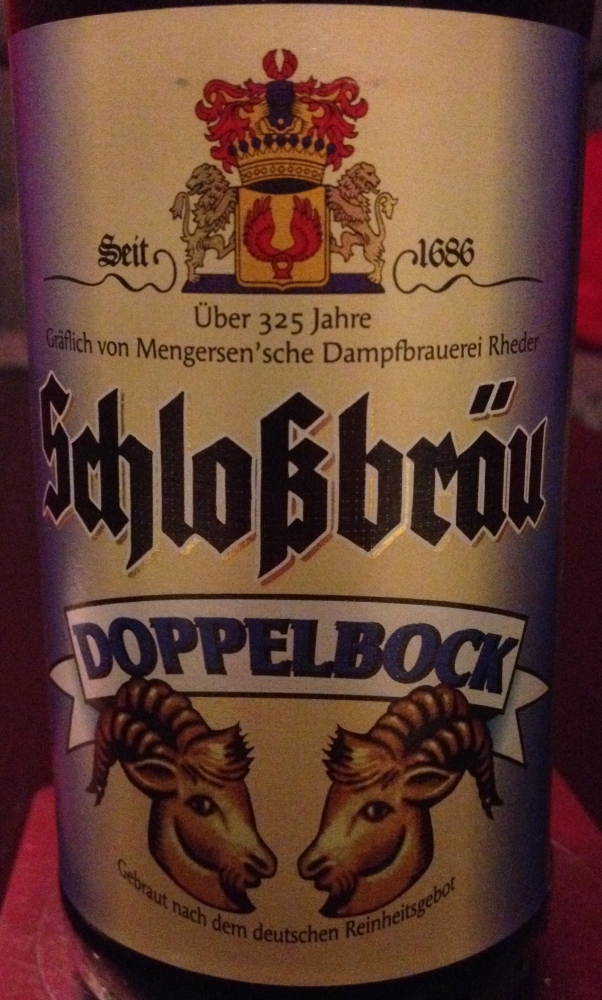 Seit 1686
Über 325 Jahre
Gräflich von Mengersen'sche Dampfbrauerei Rheder
Schloßbräu
DOPPELBOCK
Gebraut nach dem deutschen Reinheitsgebot